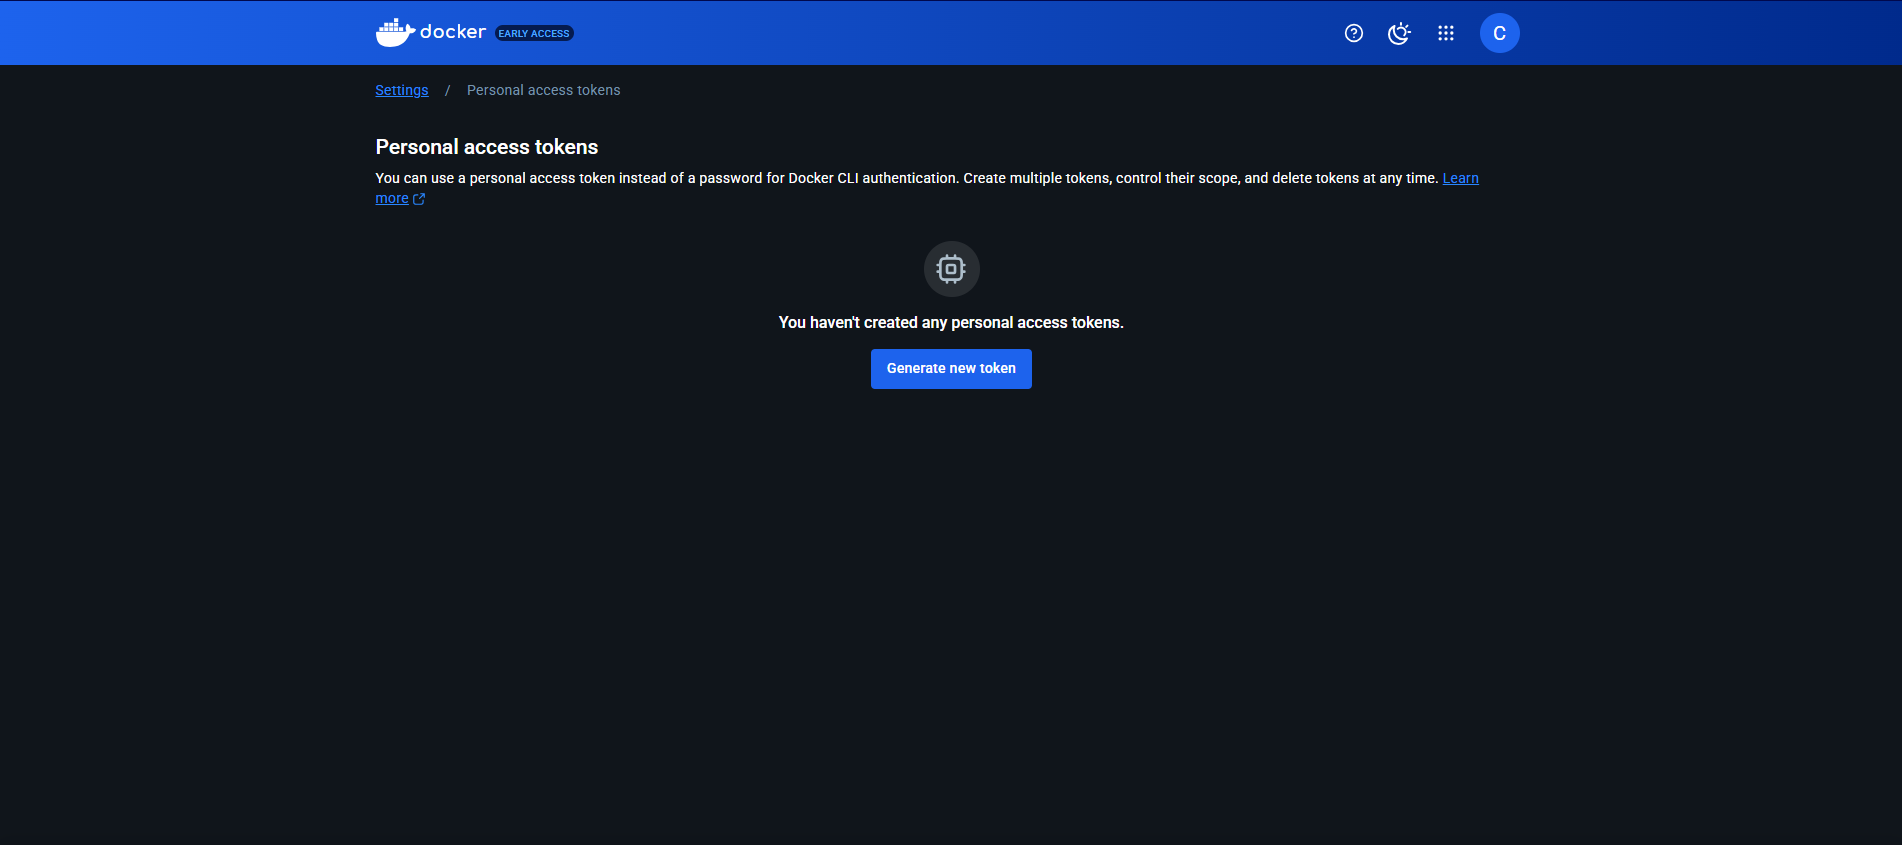 docker EARLY ACCESS
C
Settings / Personal access tokens
Personal access tokens
You can use a personal access token instead of a password for Docker CLI authentication. Create multiple tokens, control their scope, and delete tokens at any time. Learn
more
You haven't created any personal access tokens.
Generate new token